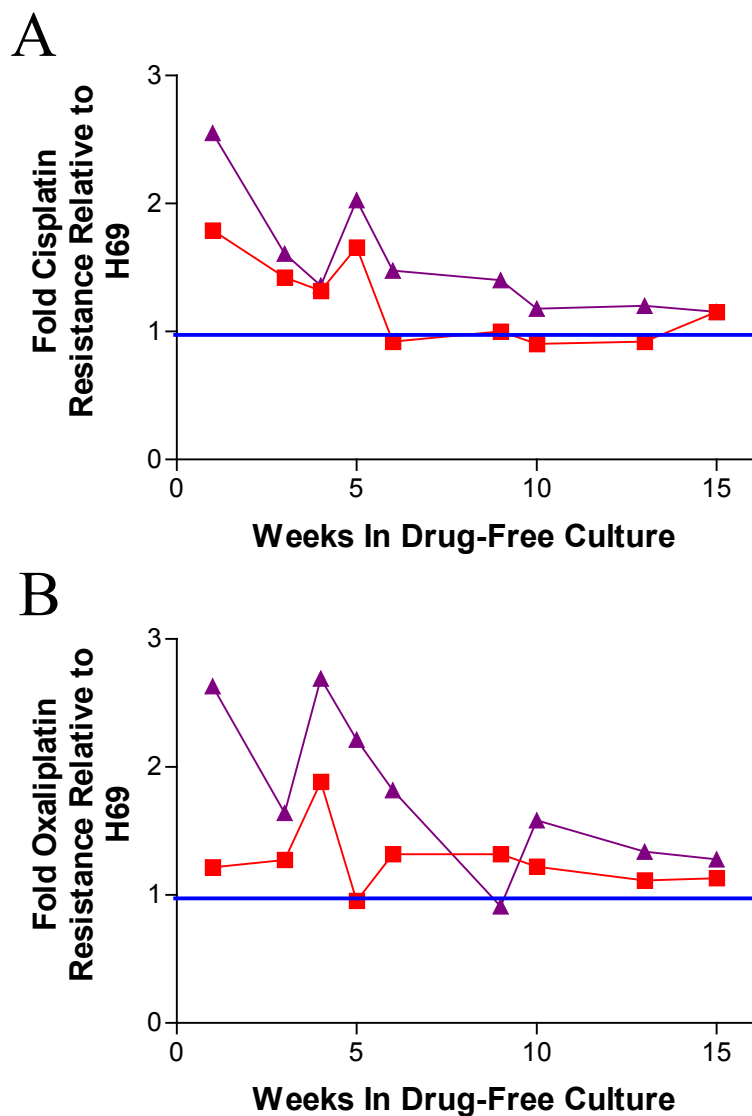 A
Fold Cisplatin
Resistance Relative to
H69
3
2
1
0
0 5 10 15
Weeks In Drug-Free Culture
B
Fold Oxaliplatin
Resistance Relative to
H69
3
2
1
0
0 5 10 15
Weeks In Drug-Free Culture